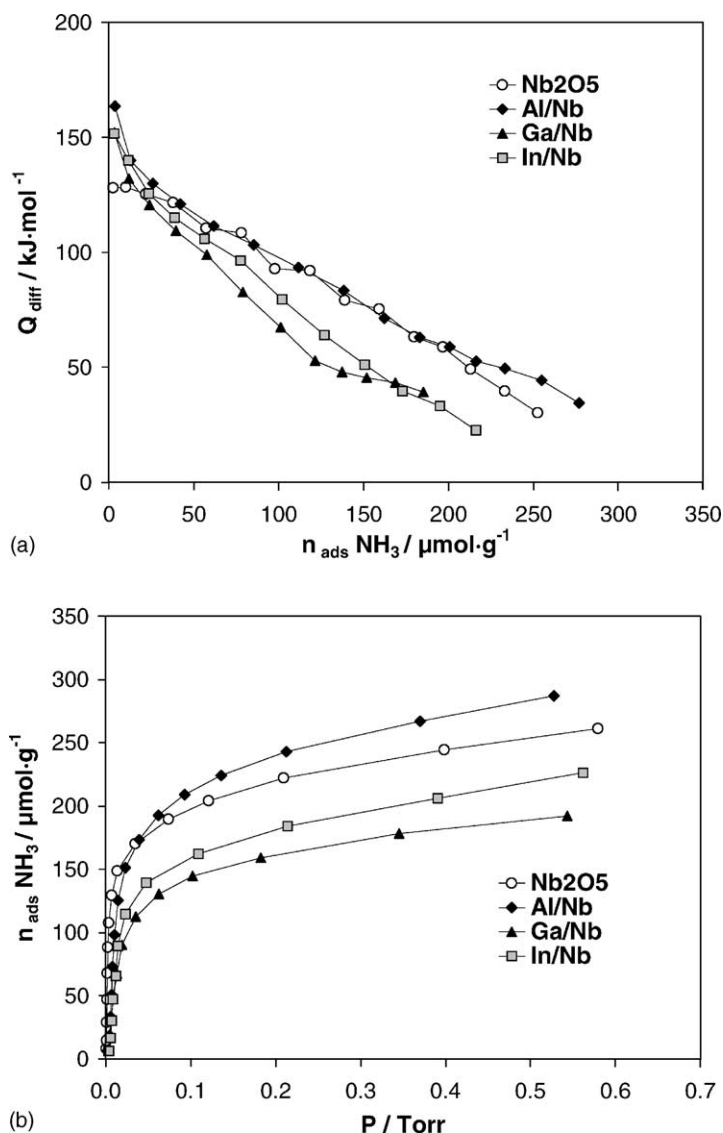 200
150
100
50
0
Q diff / kJ·mol-1
Nb2O5
Al/Nb
Ga/Nb
In/Nb
0 50 100 150 200 250 300 350
(a)
n ads NH3 / µmol·g-1
350
300
250
200
150
100
50
0
n ads NH3 / µmol·g-1
Nb2O5
Al/Nb
Ga/Nb
In/Nb
0.0 0.1 0.2 0.3 0.4 0.5 0.6 0.7
(b)
P / Torr